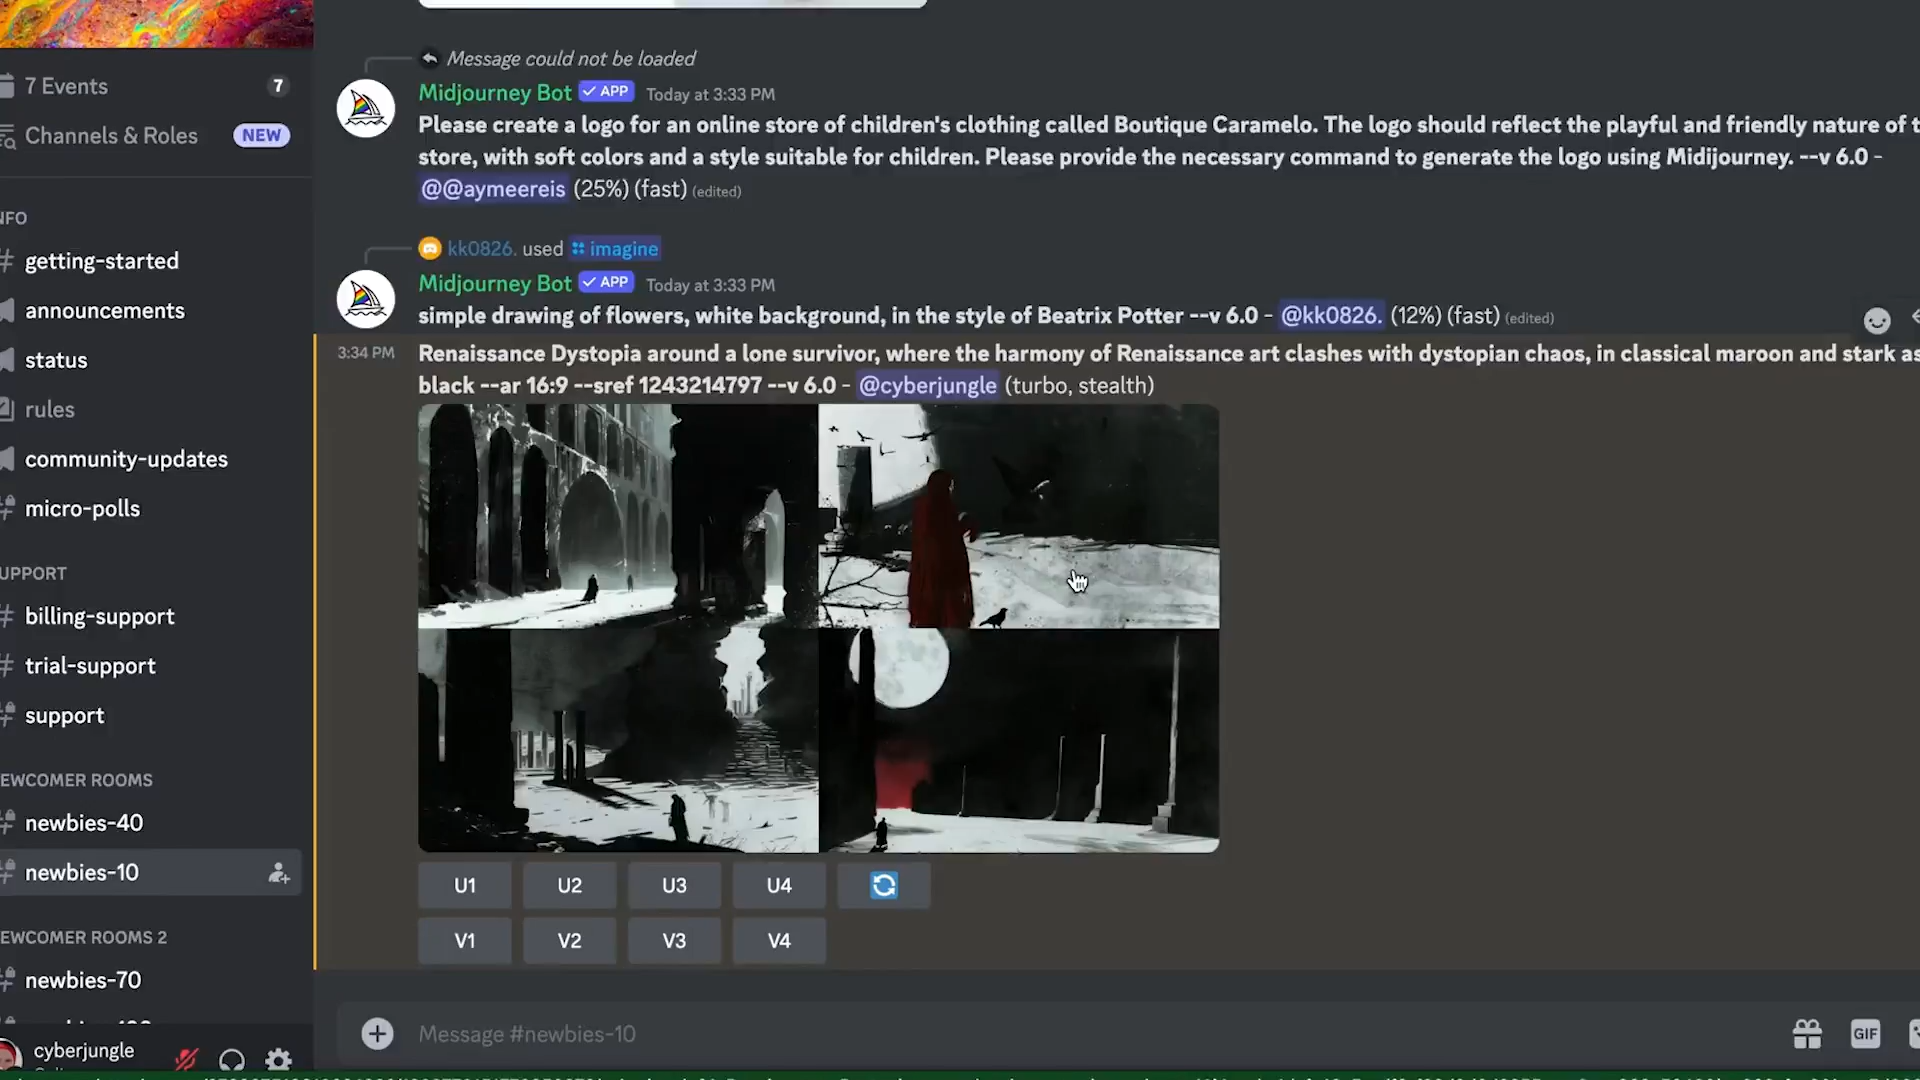 7 Events
7
Channels & Roles NEW
NFO
getting-started
announcements
status
rules
community-updates
micro-polls
UPPORT
billing-support
trial-support
support
EWCOMER ROOMS
newbies-40
newbies-10
EWCOMER ROOMS 2
newbies-70
cyberjungle
Message could not be loaded
Midjourney Bot APP Today at 3:33 PM
Please create a logo for an online store of children's clothing called Boutique Caramelo. The logo should reflect the playful and friendly nature of t
store, with soft colors and a style suitable for children. Please provide the necessary command to generate the logo using Midijourney. --v 6.0 -
@@aymeereis (25%) (fast) (edited)
kk0826. used imagine
Midjourney Bot APP Today at 3:33 PM
simple drawing of flowers, white background, in the style of Beatrix Potter --v 6.0 - @kk0826. (12%) (fast) (edited)
3:34 PM Renaissance Dystopia around a lone survivor, where the harmony of Renaissance art clashes with dystopian chaos, in classical maroon and stark as
black --ar 16:9 --sref 1243214797 --v 6.0 - @cyberjungle (turbo, stealth)
U1 U2 U3 U4
V1 V2 V3 V4
Message #newbies-10
GIF